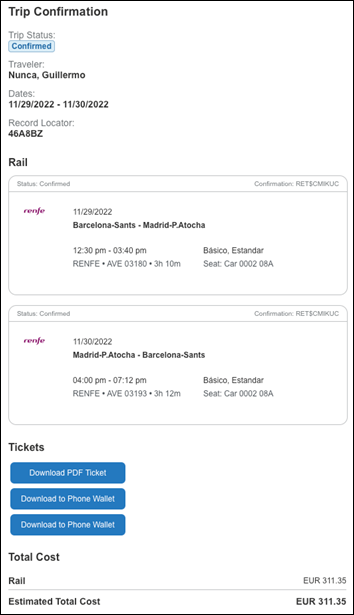 Trip Confirmation
Trip Status:
Confirmed
Traveler:
Nunca, Guillermo
Dates:
11/29/2022 - 11/30/2022
Record Locator:
46A8BZ
Rail
Status: Confirmed Confirmation: RET$CMIKUC
renfe 11/29/2022
Barcelona-Sants - Madrid-P.Atocha
12:30 pm - 03:40 pm Básico, Estandar
RENFE • AVE 03180 • 3h 10m Seat: Car 0002 08A
Status: Confirmed Confirmation: RET$CMIKUC
renfe 11/30/2022
Madrid-P.Atocha - Barcelona-Sants
04:00 pm - 07:12 pm Básico, Estandar
RENFE • AVE 03193 • 3h 12m Seat: Car 0002 08A
Tickets
Download PDF Ticket
Download to Phone Wallet
Download to Phone Wallet
Total Cost
Rail EUR 311.35
Estimated Total Cost EUR 311.35